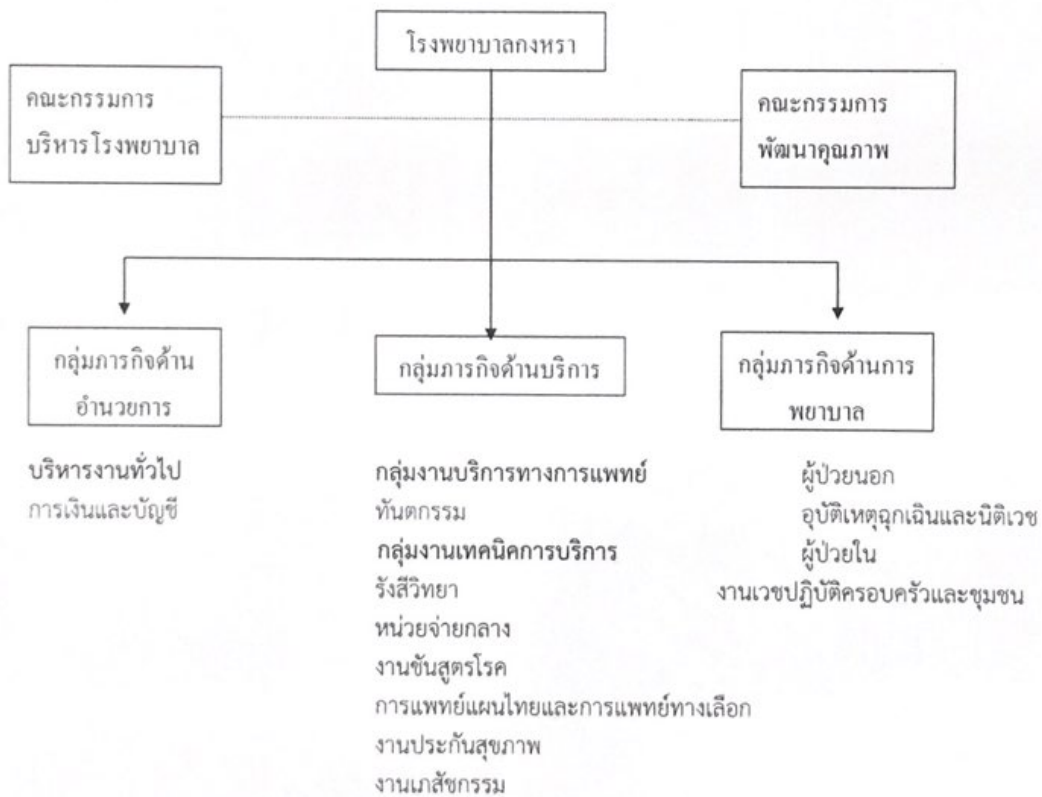 โรงพยาบาลกงหรา
คณะกรรมการ
บริหารโรงพยาบาล
คณะกรรมการ
พัฒนาคุณภาพ
กลุ่มภารกิจด้าน
อำนวยการ
กลุ่มภารกิจด้านบริการ
กลุ่มภารกิจด้านการ
พยาบาล
บริหารงานทั่วไป
การเงินและบัญชี
กลุ่มงานบริการทางการแพทย์
ทันตกรรม
กลุ่มงานเทคนิคการบริการ
รังสีวิทยา
หน่วยจ่ายกลาง
งานชันสูตรโรค
การแพทย์แผนไทยและการแพทย์ทางเลือก
งานประกันสุขภาพ
งานเภสัชกรรม
ผู้ป่วยนอก
อุบัติเหตุฉุกเฉินและนิติเวช
ผู้ป่วยใน
งานเวชปฏิบัติครอบครัวและชุมชน